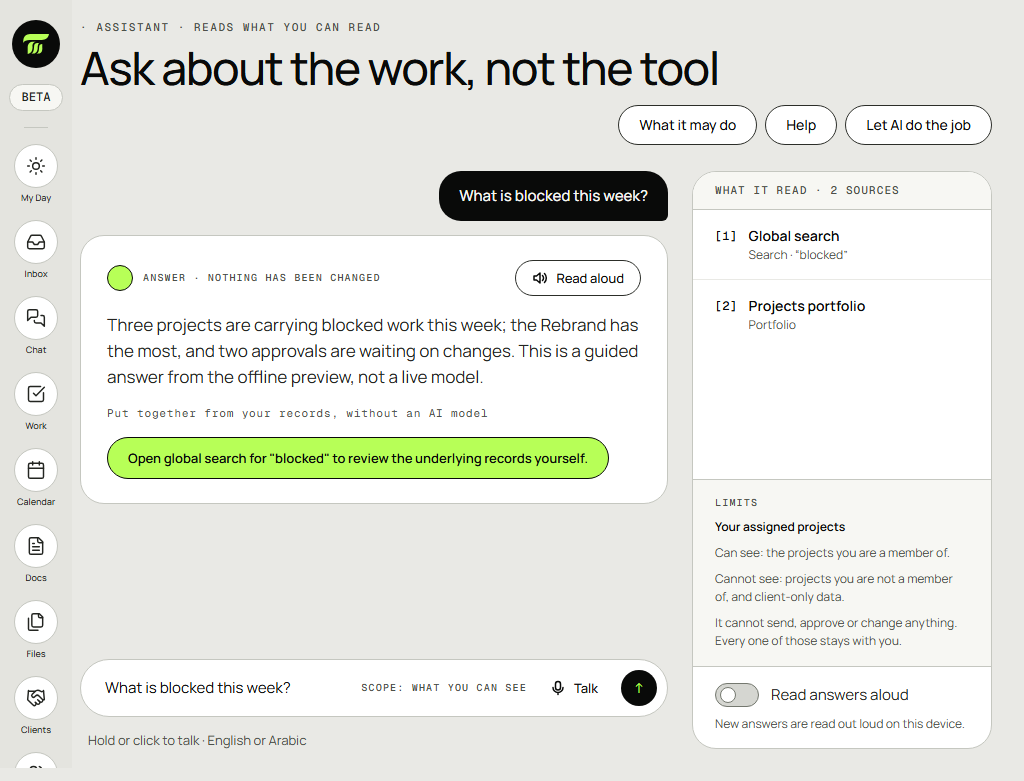 · ASSISTANT · READS WHAT YOU CAN READ
Ask about the work, not the tool
BETA
What it may do
Help
Let AI do the job
My Day
Inbox
Chat
Work
Calendar
Docs
Files
Clients
What is blocked this week?
ANSWER · NOTHING HAS BEEN CHANGED
Read aloud
Three projects are carrying blocked work this week; the Rebrand has
the most, and two approvals are waiting on changes. This is a guided
answer from the offline preview, not a live model.
Put together from your records, without an AI model
Open global search for "blocked" to review the underlying records yourself.
What is blocked this week?
SCOPE: WHAT YOU CAN SEE
Talk
Hold or click to talk · English or Arabic
WHAT IT READ · 2 SOURCES
[1] Global search
Search · "blocked"
[2] Projects portfolio
Portfolio
LIMITS
Your assigned projects
Can see: the projects you are a member of.
Cannot see: projects you are not a member
of, and client-only data.
It cannot send, approve or change anything.
Every one of those stays with you.
Read answers aloud
New answers are read out loud on this device.